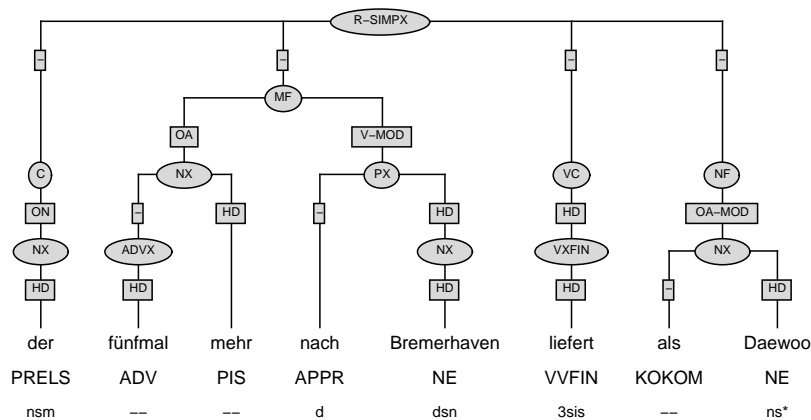 R–SIMPX
– – – –
MF
OA V–MOD
C NX PX VC NF
ON – HD – HD HD OA–MOD
NX ADVX NX VXFIN NX
HD HD HD HD – HD
der fünfmal mehr nach Bremerhaven liefert als Daewoo
PRELS ADV PIS APPR NE VVFIN KOKOM NE
nsm –– –– d dsn 3sis –– ns*